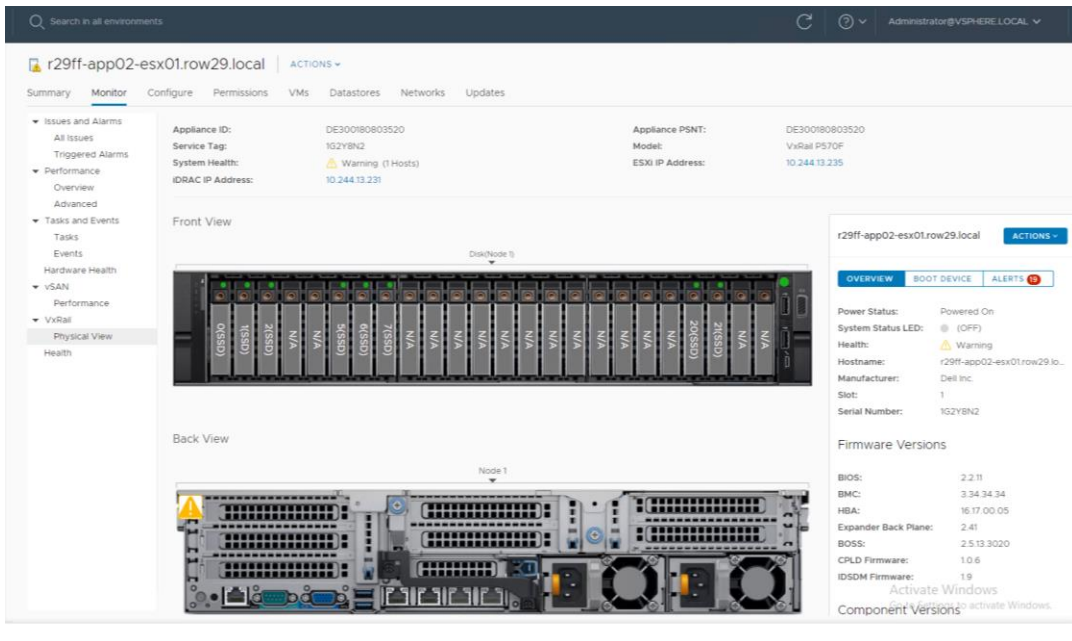 Search in all environments
Administrator@VSPHERE.LOCAL
r29ff-app02-esx01.row29.local
ACTIONS
Summary Monitor Configure Permissions VMs Datastores Networks Updates
Issues and Alarms
All Issues
Triggered Alarms
Performance
Overview
Advanced
Tasks and Events
Tasks
Events
Hardware Health
vSAN
Performance
VxRail
Physical View
Health
Appliance ID: DE300180803520
Service Tag: 1G2Y8N2
System Health: Warning (1 Hosts)
iDRAC IP Address: 10.244.13.231
Appliance PSNT: DE300180803520
Model: VxRail P570F
ESXi IP Address: 10.244.13.235
Front View
Disk(Node 1)
0(SSD) 1(SSD) 2(SSD) N/A N/A 5(SSD) 6(SSD) 7(SSD) N/A N/A N/A N/A N/A N/A N/A N/A N/A N/A N/A N/A 20(SSD) 21(SSD) N/A N/A
Back View
Node 1
r29ff-app02-esx01.row29.local
ACTIONS
OVERVIEW BOOT DEVICE ALERTS 19
Power Status: Powered On
System Status LED: (OFF)
Health: Warning
Hostname: r29ff-app02-esx01.row29.lo...
Manufacturer: Dell Inc.
Slot: 1
Serial Number: 1G2Y8N2
Firmware Versions
BIOS: 2.2.11
BMC: 3.34.34.34
HBA: 16.17.00.05
Expander Back Plane: 2.41
BOSS: 2.5.13.3020
CPLD Firmware: 1.0.6
IDSDM Firmware: 1.9
Activate Windows
Go to Settings to activate Windows.
Component Versions